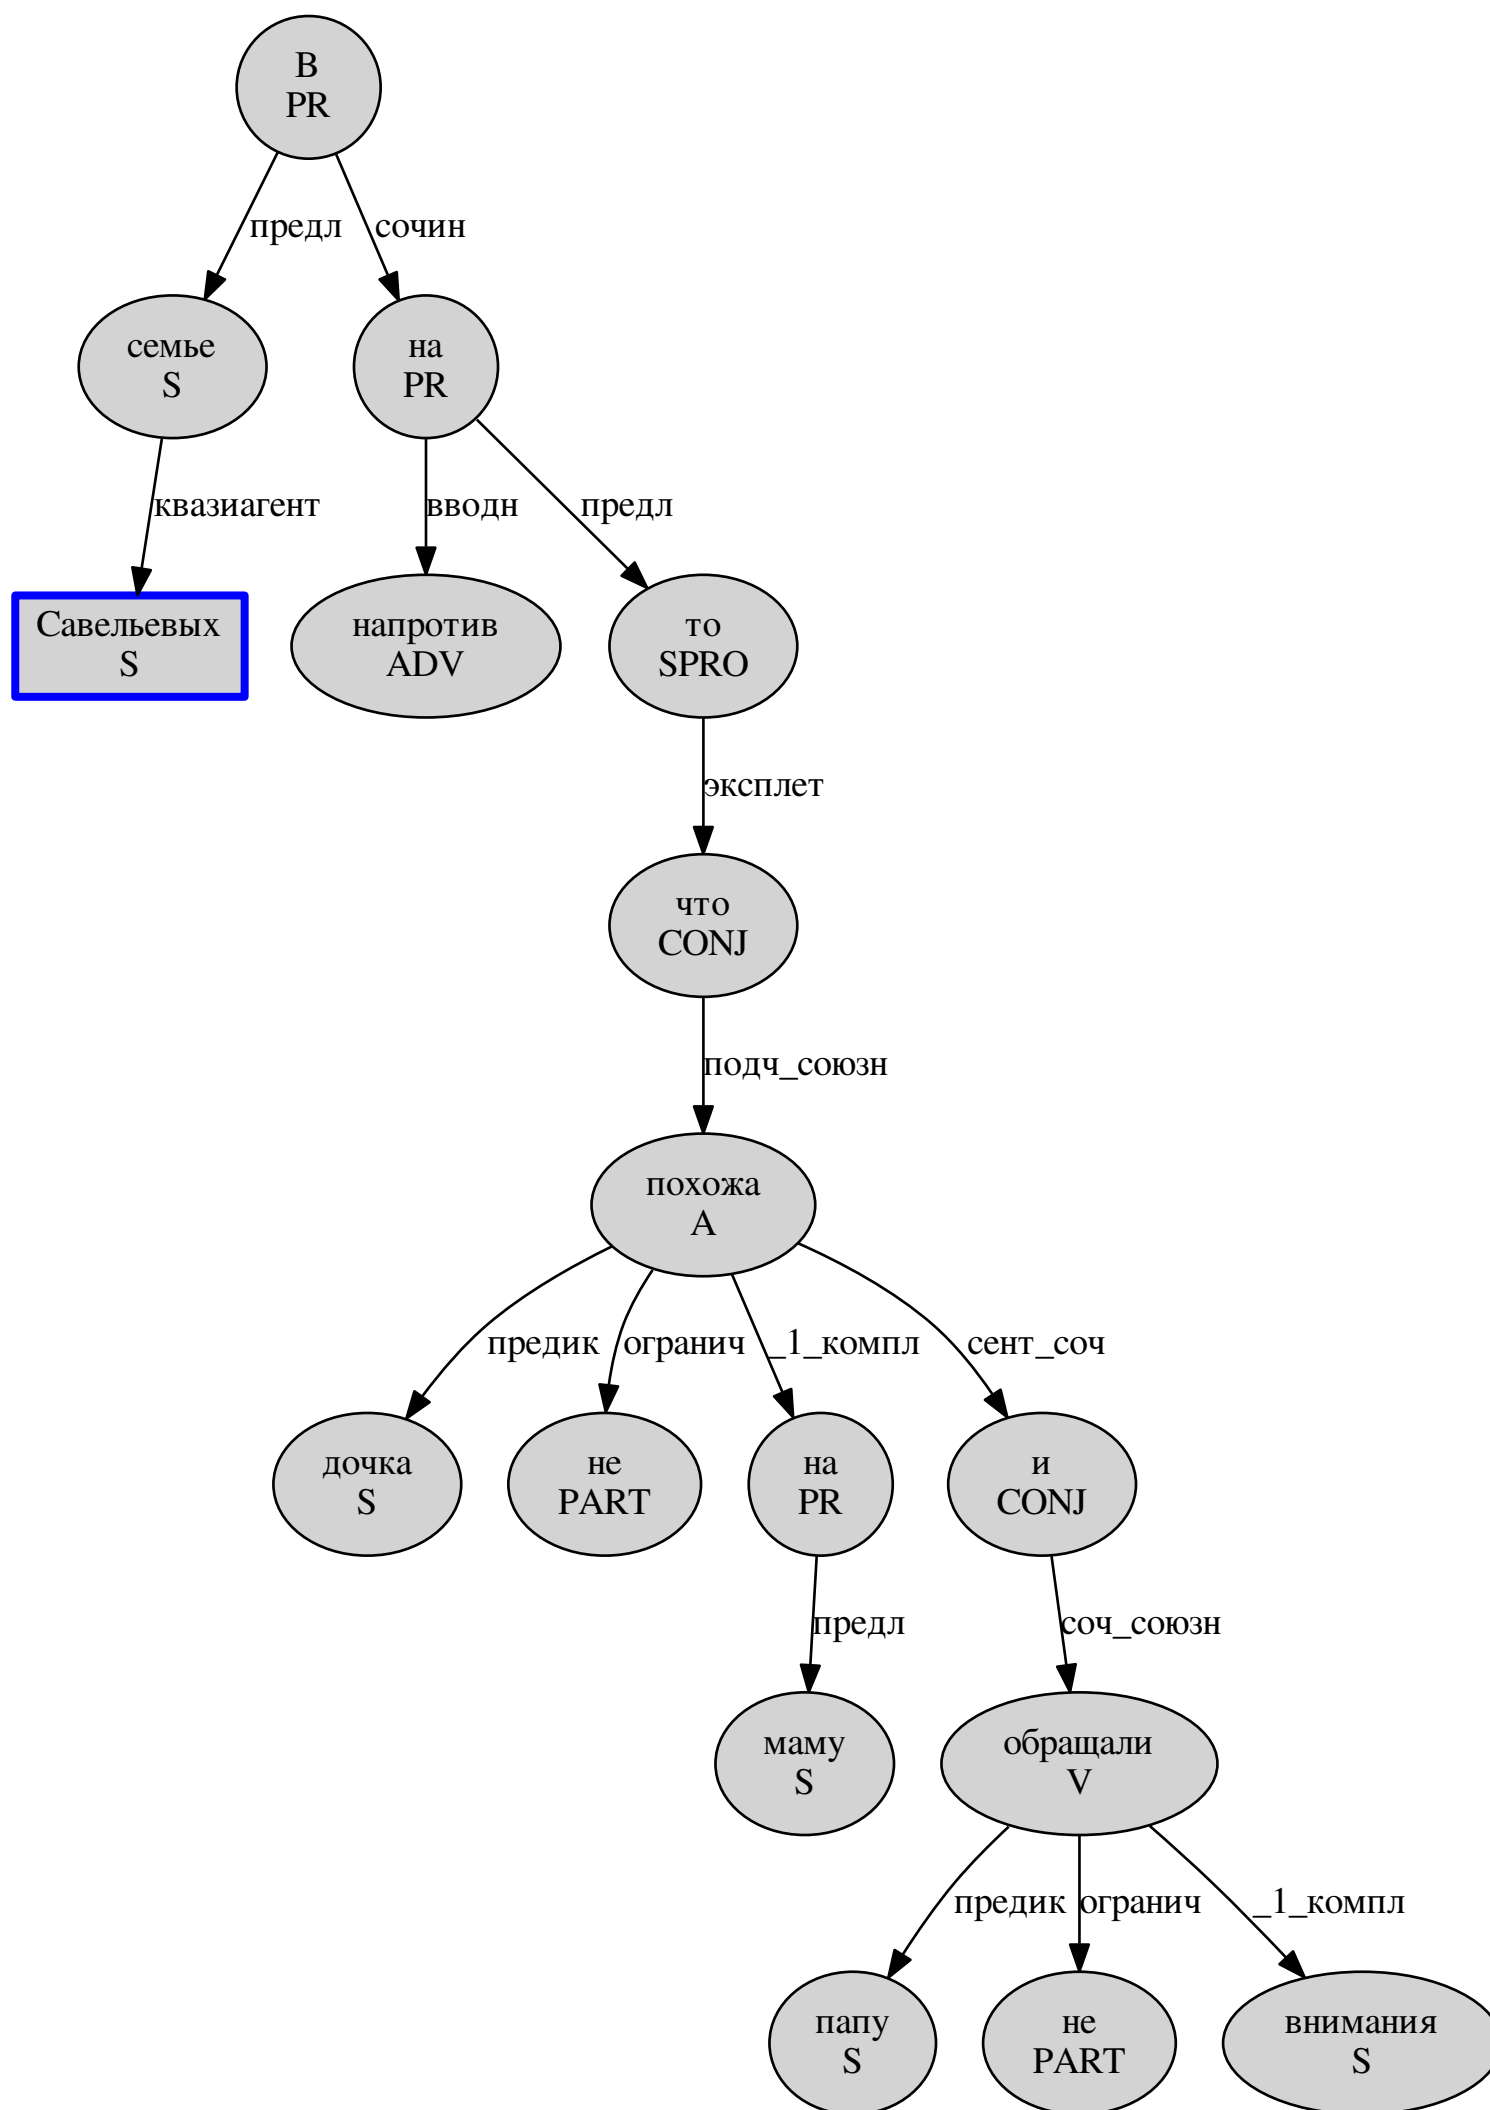 В
PR
предл
сочин
семье
S
на
PR
квазиагент
вводн
предл
Савельевых
S
напротив
ADV
то
SPRO
эксплет
что
CONJ
подч_союзн
похожа
A
предик
огранич
_1_компл
сент_соч
дочка
S
не
PART
на
PR
и
CONJ
предл
соч_союзн
маму
S
обращали
V
предик
огранич
_1_компл
папу
S
не
PART
внимания
S